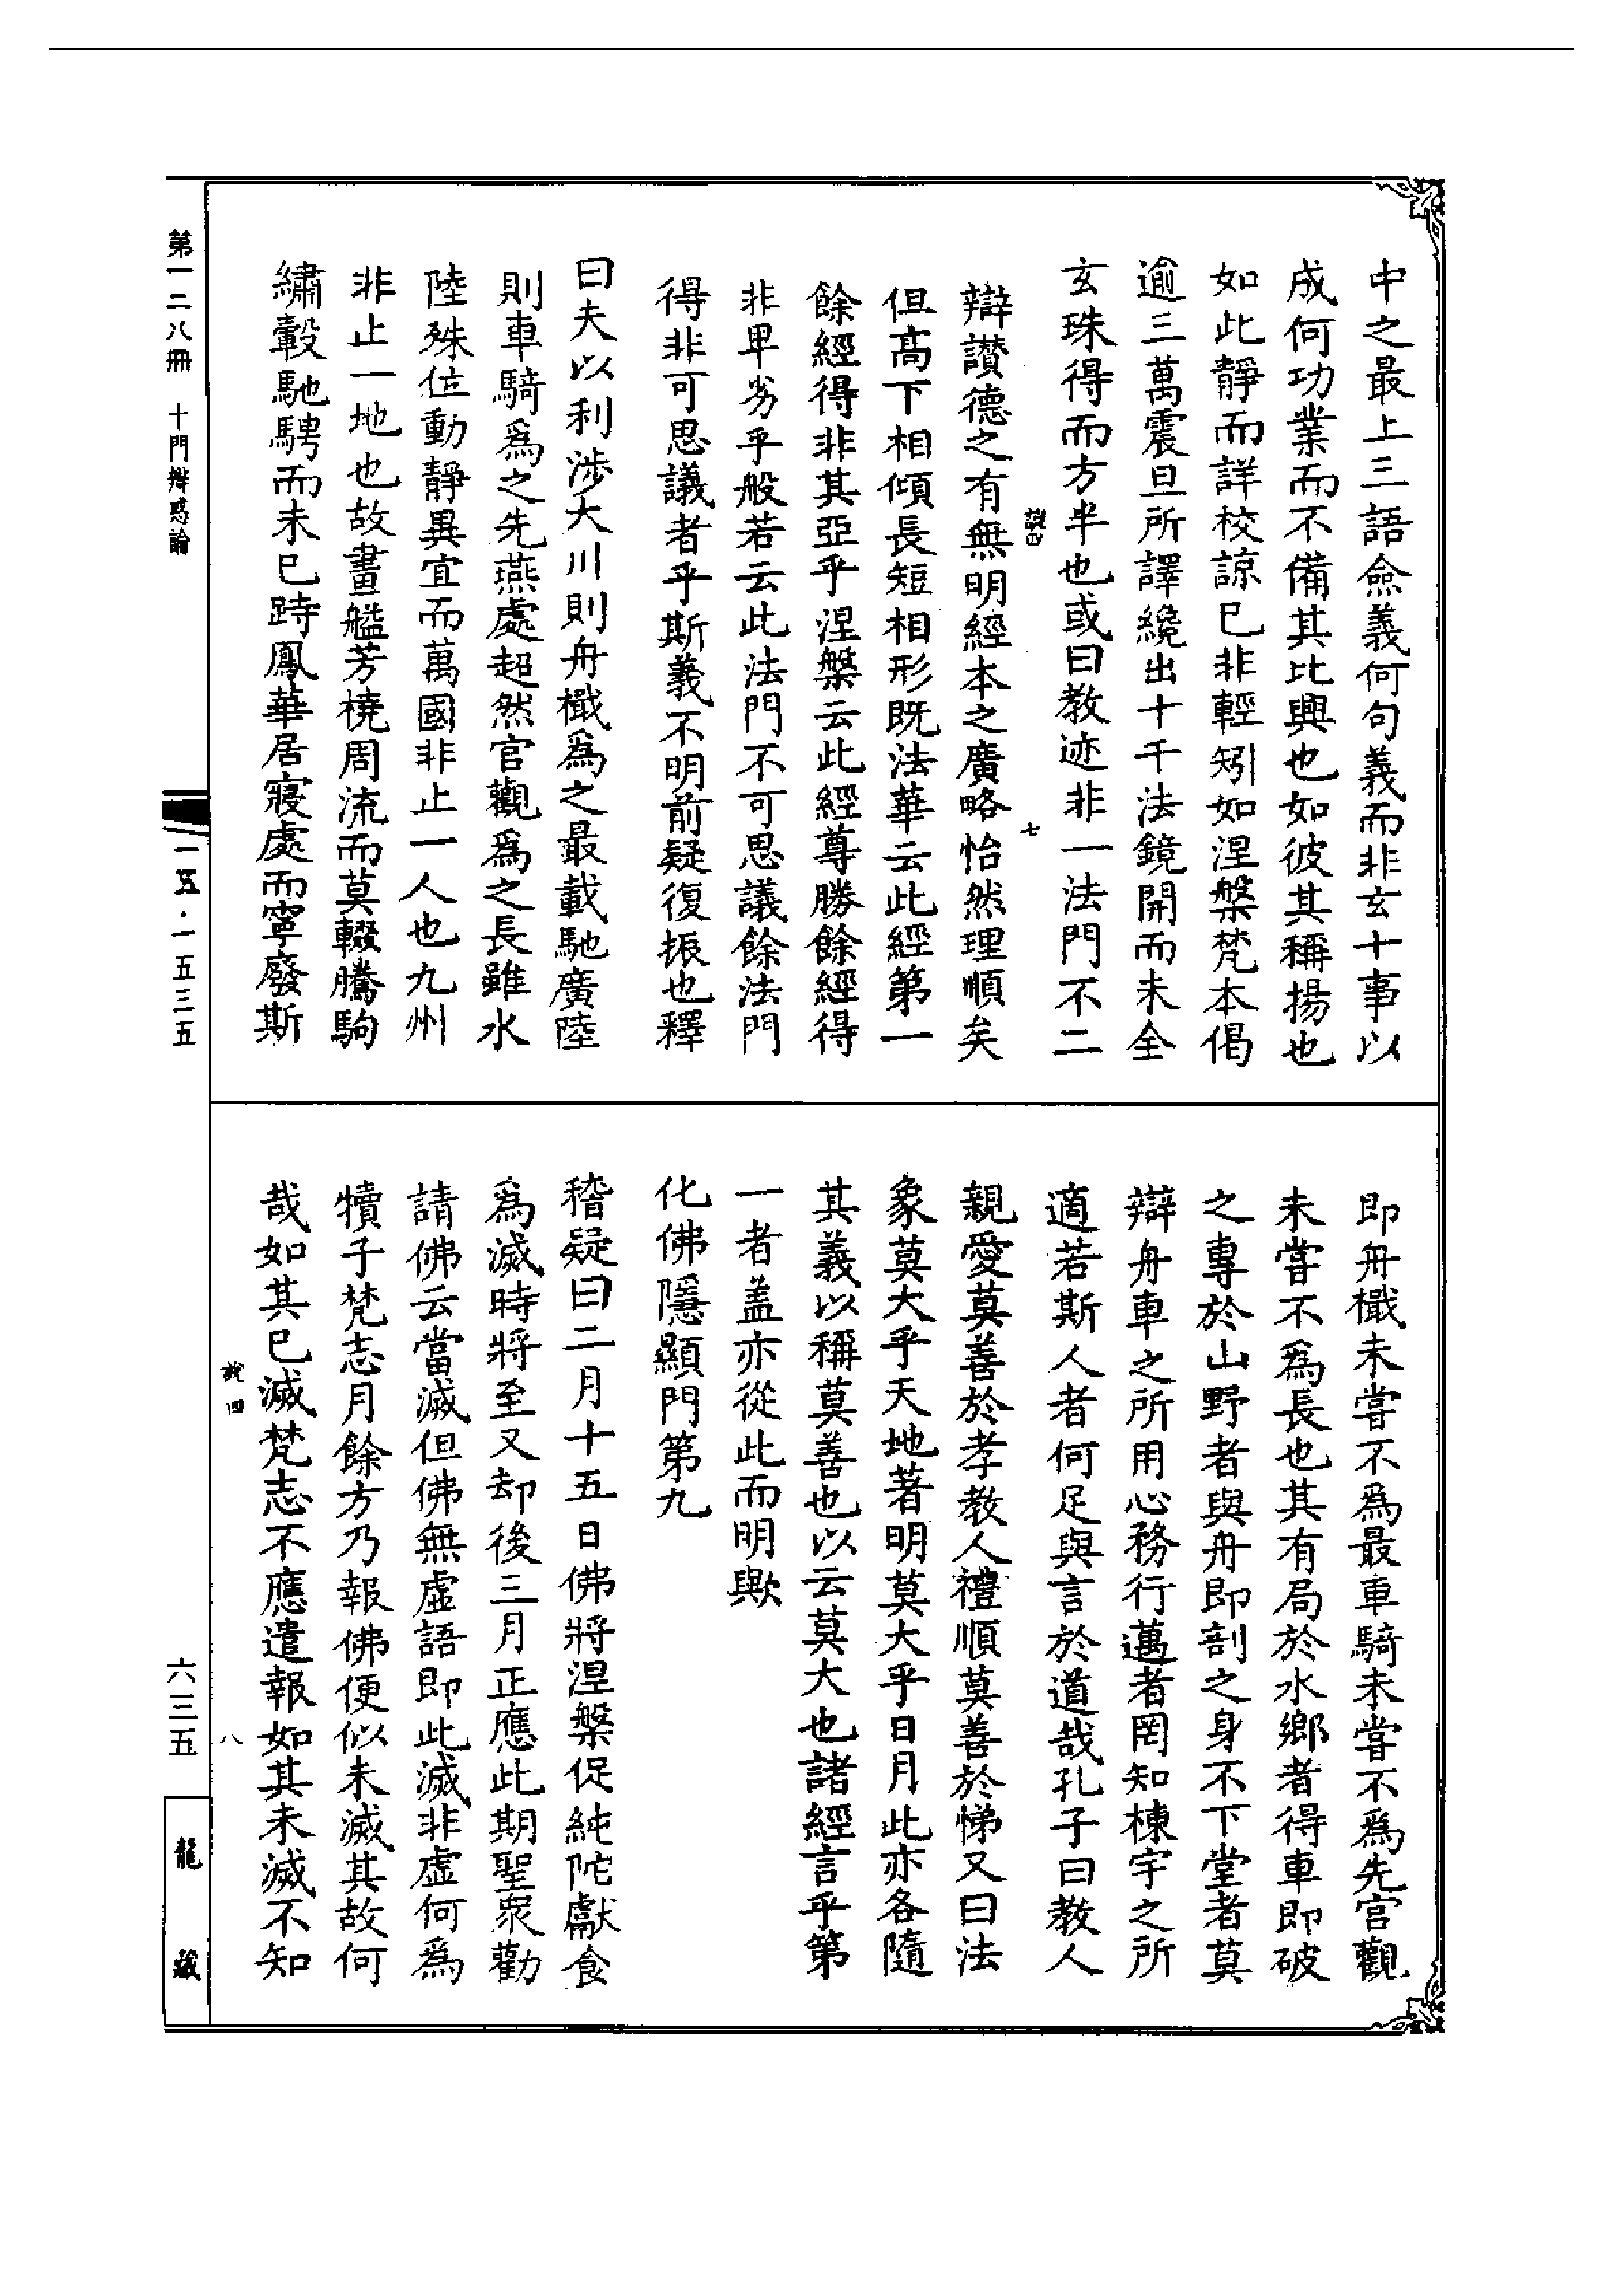 中之最上三語僉義何句義而非玄十事以
成何功業而不備其比興也如彼其稱揚也
如此靜而詳校諒已非輕矧如涅槃梵本偈
逾三萬震旦所譯纔出十千法鏡開而未全
玄珠得而方半也或曰教迹非一法門不二
七
辯讃德之有無明經本之廣略怡然理順矣
但高下相傾長短相形既法華云此經第一
餘經得非其亞乎涅槃云此經尊勝餘經得
非卑劣乎般若云此法門不可思議餘法門
得非可思議者乎斯義不明前疑復振也釋
曰夫以利涉大川則舟檝爲之最載馳廣陸
則車騎爲之先燕處超然官觀爲之長雖水
陸殊位動靜異宜而萬國非止一人也九州
非止一地也故畫艦芳橈周流而莫輟騰駒
繡轂馳騁而未已跱鳳華居寢處而寧廢斯
即舟檝未嘗不爲最車騎未嘗不爲先宮觀
未嘗不爲長也其有局於水鄉者得車即破
之專於山野者與舟即剖之身不下堂者莫
辯舟車之所用心務行邁者罔知棟宇之所
適若斯人者何足與言於道哉孔子曰教人
親愛莫善於孝教人禮順莫善於悌又曰法
象莫大乎天地著明莫大乎日月此亦各隨
其義以稱莫善也以云莫大也諸經言乎第
一者盖亦從此而明歟
化佛隱顯門第九
稽疑曰二月十五日佛將涅槃促純陀獻食
爲滅時將至又却後三月正應此期聖衆勸
請佛云當滅但佛無虛語即此滅非虛何爲
犢子梵志月餘方乃報佛便似未滅其故何
哉如其已滅梵志不應遣報如其未滅不知
說四
八
第一二八冊 十門辯惑論
一五·一五三五
六三五
龍藏